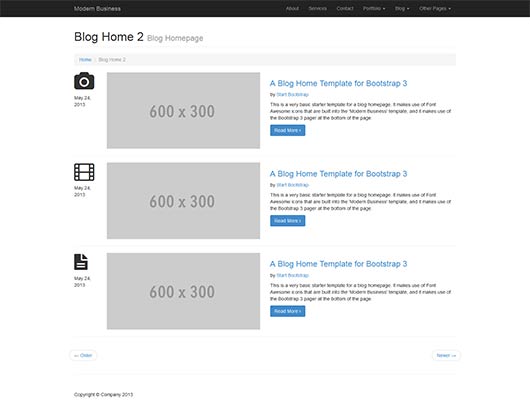 Modern Business About Services Contact Portfolio Blog Other Pages
Blog Home 2 Blog Homepage
Home / Blog Home 2
May 24,
2013
600 x 300
A Blog Home Template for Bootstrap 3
by Start Bootstrap
This is a very basic starter template for a blog homepage. It makes use of Font
Awesome icons that are built into the 'Modern Business' template, and it makes use of
the Bootstrap 3 pager at the bottom of the page.
Read More ›
May 24,
2013
600 x 300
A Blog Home Template for Bootstrap 3
by Start Bootstrap
This is a very basic starter template for a blog homepage. It makes use of Font
Awesome icons that are built into the 'Modern Business' template, and it makes use of
the Bootstrap 3 pager at the bottom of the page.
Read More ›
May 24,
2013
600 x 300
A Blog Home Template for Bootstrap 3
by Start Bootstrap
This is a very basic starter template for a blog homepage. It makes use of Font
Awesome icons that are built into the 'Modern Business' template, and it makes use of
the Bootstrap 3 pager at the bottom of the page.
Read More ›
← Older Newer →
Copyright © Company 2013